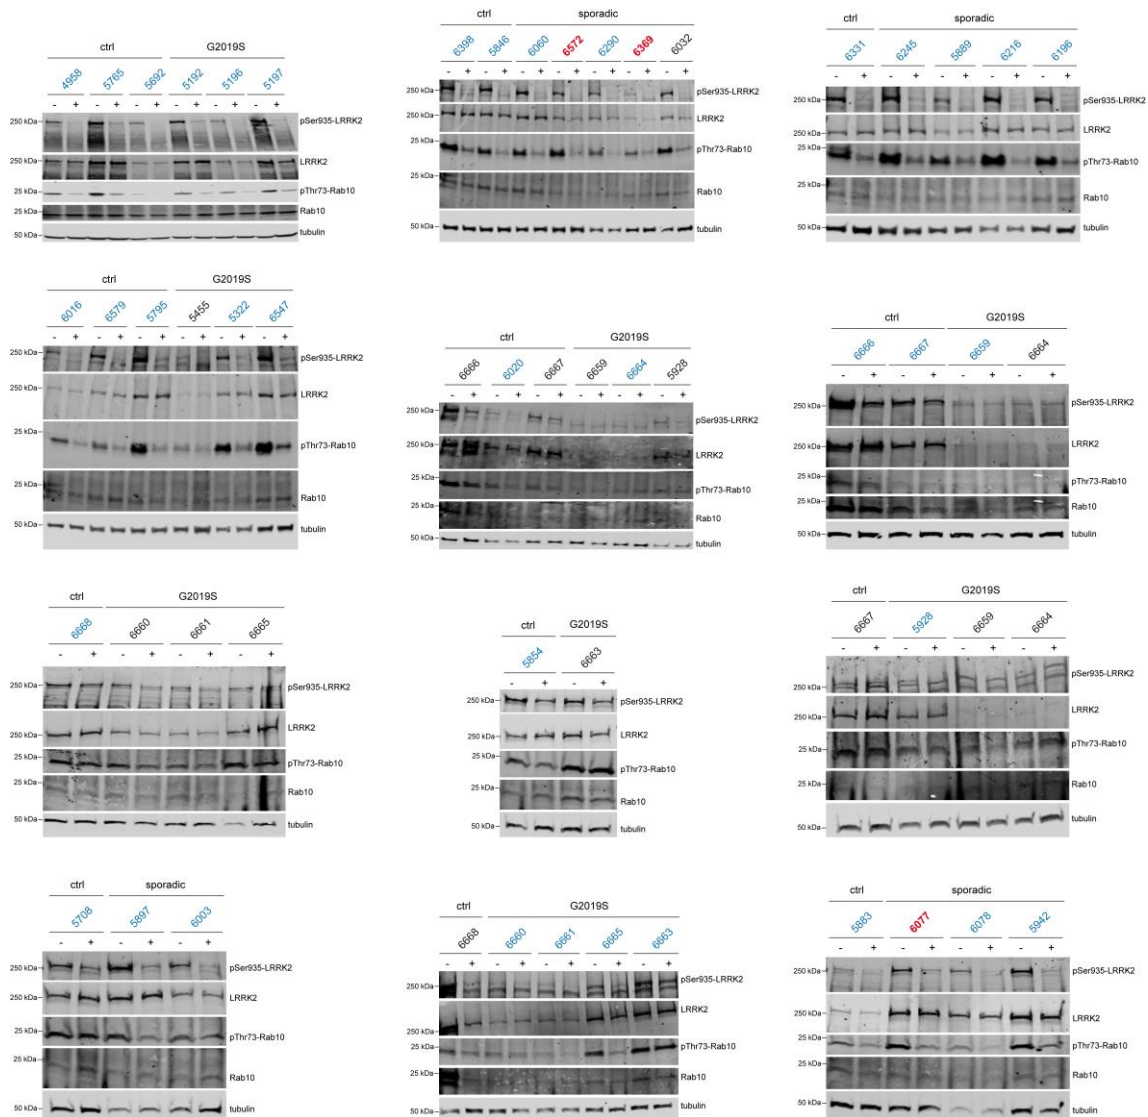 ctrl G2019S
4958 5765 5692 5192 5196 5197
- + - + - + - + - + - +
250 kDa pSer935-LRRK2
250 kDa LRRK2
25 kDa pThr73-Rab10
25 kDa Rab10
50 kDa tubulin
ctrl sporadic
6398 5846 6060 6572 6290 6369 6032
- + - + - + - + - + - + - +
250 kDa pSer935-LRRK2
250 kDa LRRK2
25 kDa pThr73-Rab10
25 kDa Rab10
50 kDa tubulin
ctrl sporadic
6331 6245 5889 6216 6196
- + - + - + - + - +
250 kDa pSer935-LRRK2
250 kDa LRRK2
25 kDa pThr73-Rab10
25 kDa Rab10
50 kDa tubulin
ctrl G2019S
6016 6579 5795 5455 5322 6547
- + - + - + - + - + - +
250 kDa pSer935-LRRK2
250 kDa LRRK2
25 kDa pThr73-Rab10
25 kDa Rab10
50 kDa tubulin
ctrl G2019S
6666 6020 6667 6659 6664 5928
- + - + - + - + - + - +
250 kDa pSer935-LRRK2
250 kDa LRRK2
25 kDa pThr73-Rab10
25 kDa Rab10
50 kDa tubulin
ctrl G2019S
6666 6667 6659 6664
- + - + - + - +
250 kDa pSer935-LRRK2
250 kDa LRRK2
25 kDa pThr73-Rab10
25 kDa Rab10
50 kDa tubulin
ctrl G2019S
6668 6660 6661 6665
- + - + - + - +
250 kDa pSer935-LRRK2
250 kDa LRRK2
25 kDa pThr73-Rab10
25 kDa Rab10
50 kDa tubulin
ctrl G2019S
5854 6663
- + - +
250 kDa pSer935-LRRK2
250 kDa LRRK2
25 kDa pThr73-Rab10
25 kDa Rab10
50 kDa tubulin
ctrl G2019S
6667 5928 6659 6664
- + - + - + - +
250 kDa pSer935-LRRK2
250 kDa LRRK2
25 kDa pThr73-Rab10
25 kDa Rab10
50 kDa tubulin
ctrl sporadic
5708 5897 6003
- + - + - +
250 kDa pSer935-LRRK2
250 kDa LRRK2
25 kDa pThr73-Rab10
25 kDa Rab10
50 kDa tubulin
ctrl G2019S
6668 6660 6661 6665 6663
- + - + - + - + - +
250 kDa pSer935-LRRK2
250 kDa LRRK2
25 kDa pThr73-Rab10
25 kDa Rab10
50 kDa tubulin
ctrl sporadic
5883 6077 6078 5942
- + - + - + - +
250 kDa pSer935-LRRK2
250 kDa LRRK2
25 kDa pThr73-Rab10
25 kDa Rab10
50 kDa tubulin